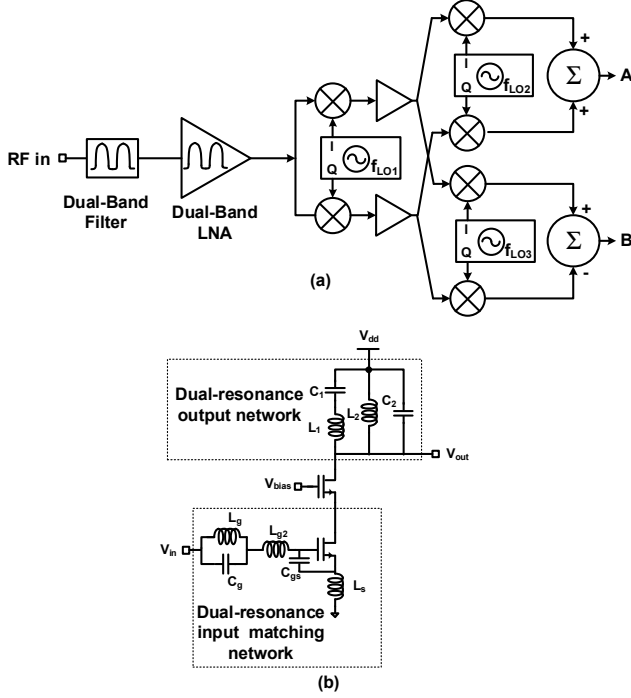 I
Q
fLO2
+
+
Σ
A
RF in
Dual-Band
Filter
Dual-Band
LNA
I
Q
fLO1
I
Q
fLO3
+
-
Σ
B
(a)
Vdd
Dual-resonance
output network
C1
L1
L2
C2
Vout
Vbias
Vin
Lg
Cg
Lg2
Cgs
Ls
Dual-resonance
input matching
network
(b)